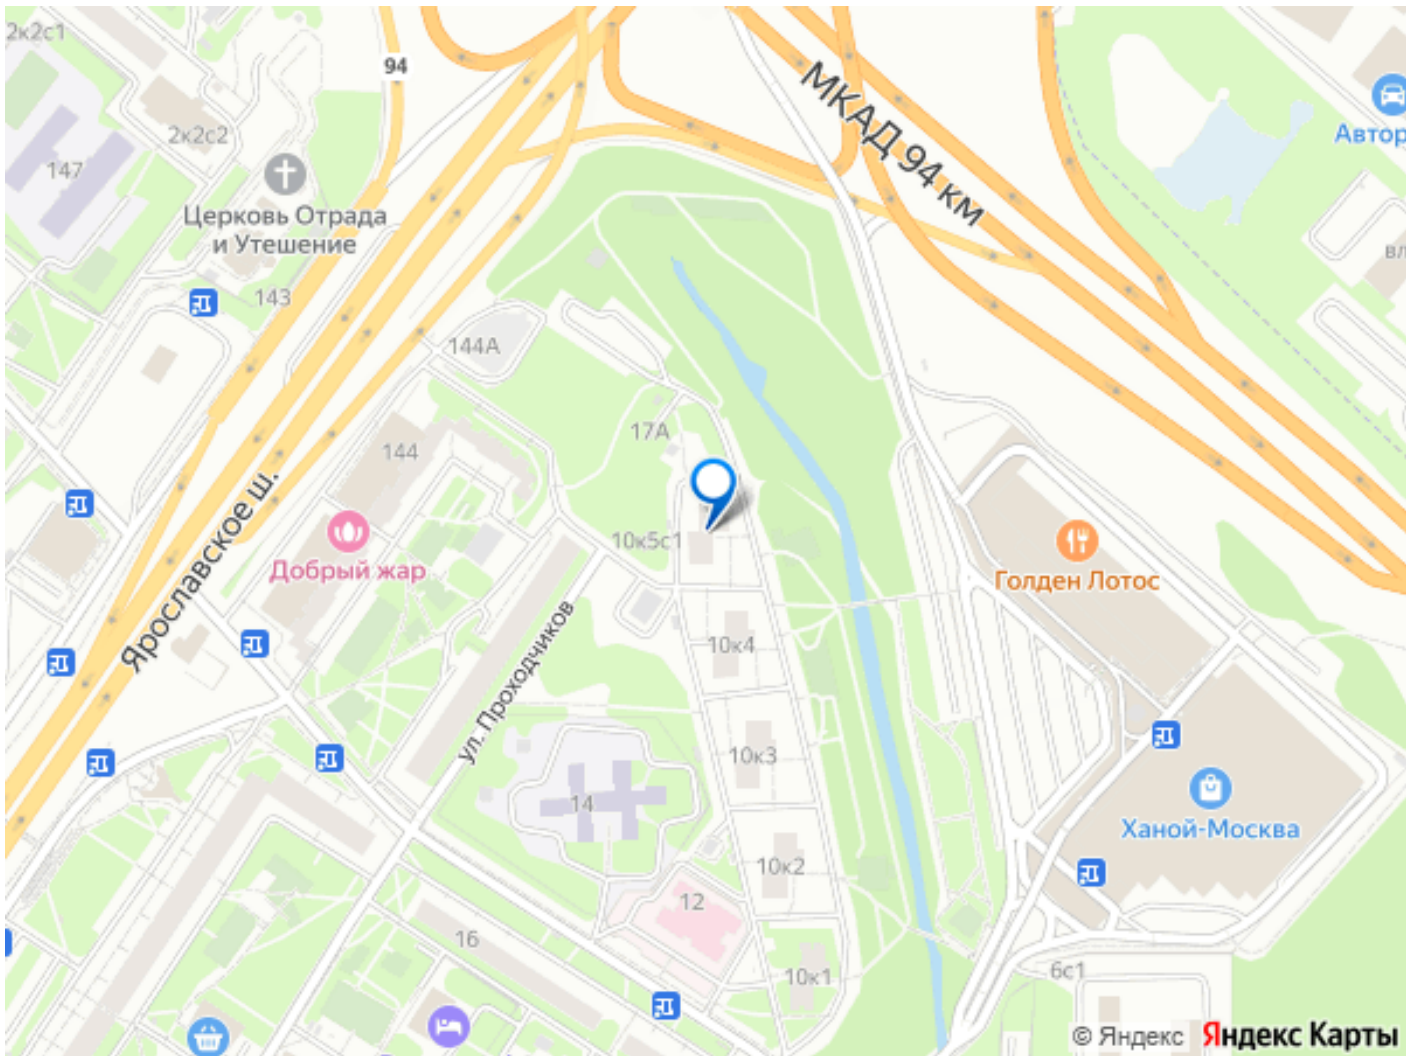 2к2с1
94
МКАД 94 км
Автор
2к2с2
147
Церковь Отрада
и Утешение
вл
143
144А
17А
144
Ярославское ш.
10к5с1
Добрый жар
Голден Лотос
ул. Проходчиков
10к4
10к3
14
Ханой-Москва
10к2
12
16
10к1
6с1
© Яндекс Яндекс Карты